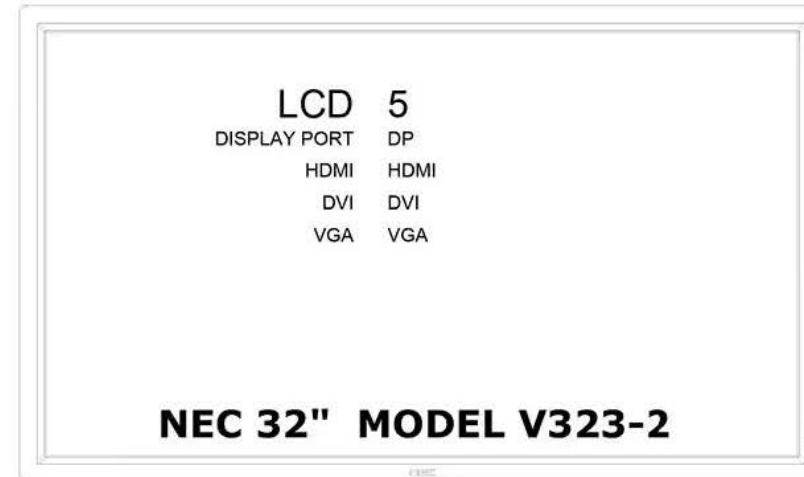 LCD 5
DISPLAY PORT DP
HDMI HDMI
DVI DVI
VGA VGA
NEC 32" MODEL V323-2